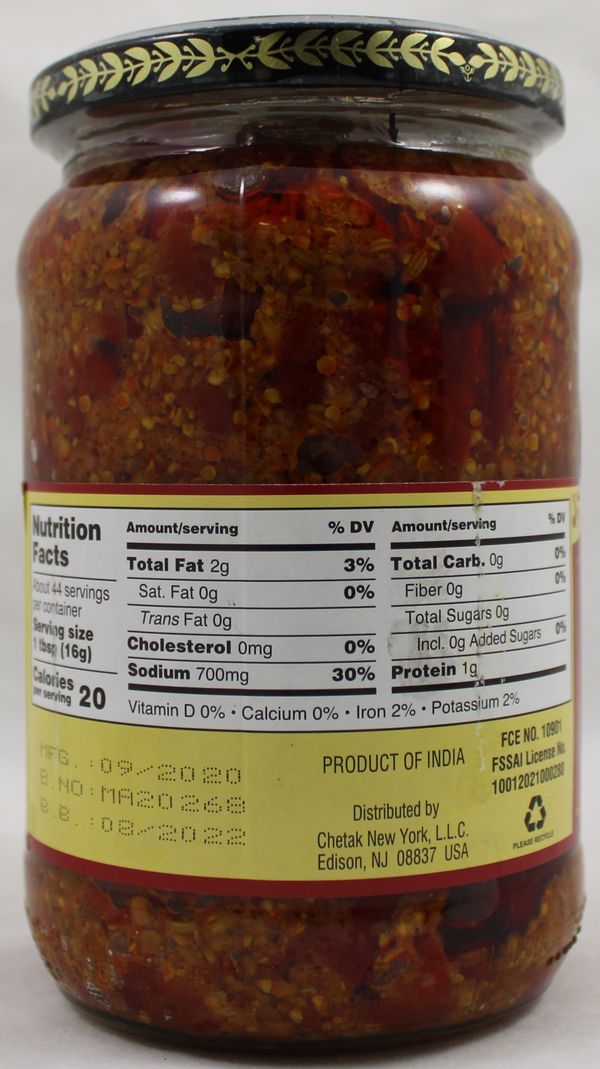 Nutrition
Facts
About 44 servings
per container
Serving size
1 tbsp (16g)
Calories
per serving 20
Amount/serving % DV
Total Fat 2g 3%
Sat. Fat 0g 0%
Trans Fat 0g
Cholesterol 0mg 0%
Sodium 700mg 30%
Amount/serving % DV
Total Carb. 0g 0%
Fiber 0g 0%
Total Sugars 0g
Incl. 0g Added Sugars 0%
Protein 1g
Vitamin D 0% • Calcium 0% • Iron 2% • Potassium 2%
MFG. : 09/2020
B.NO: MA20268
B.B. : 08/2022
PRODUCT OF INDIA
Distributed by
Chetak New York, L.L.C.
Edison, NJ 08837 USA
FCE NO. 10901
FSSAI License No.
PLEASE RECYCLE